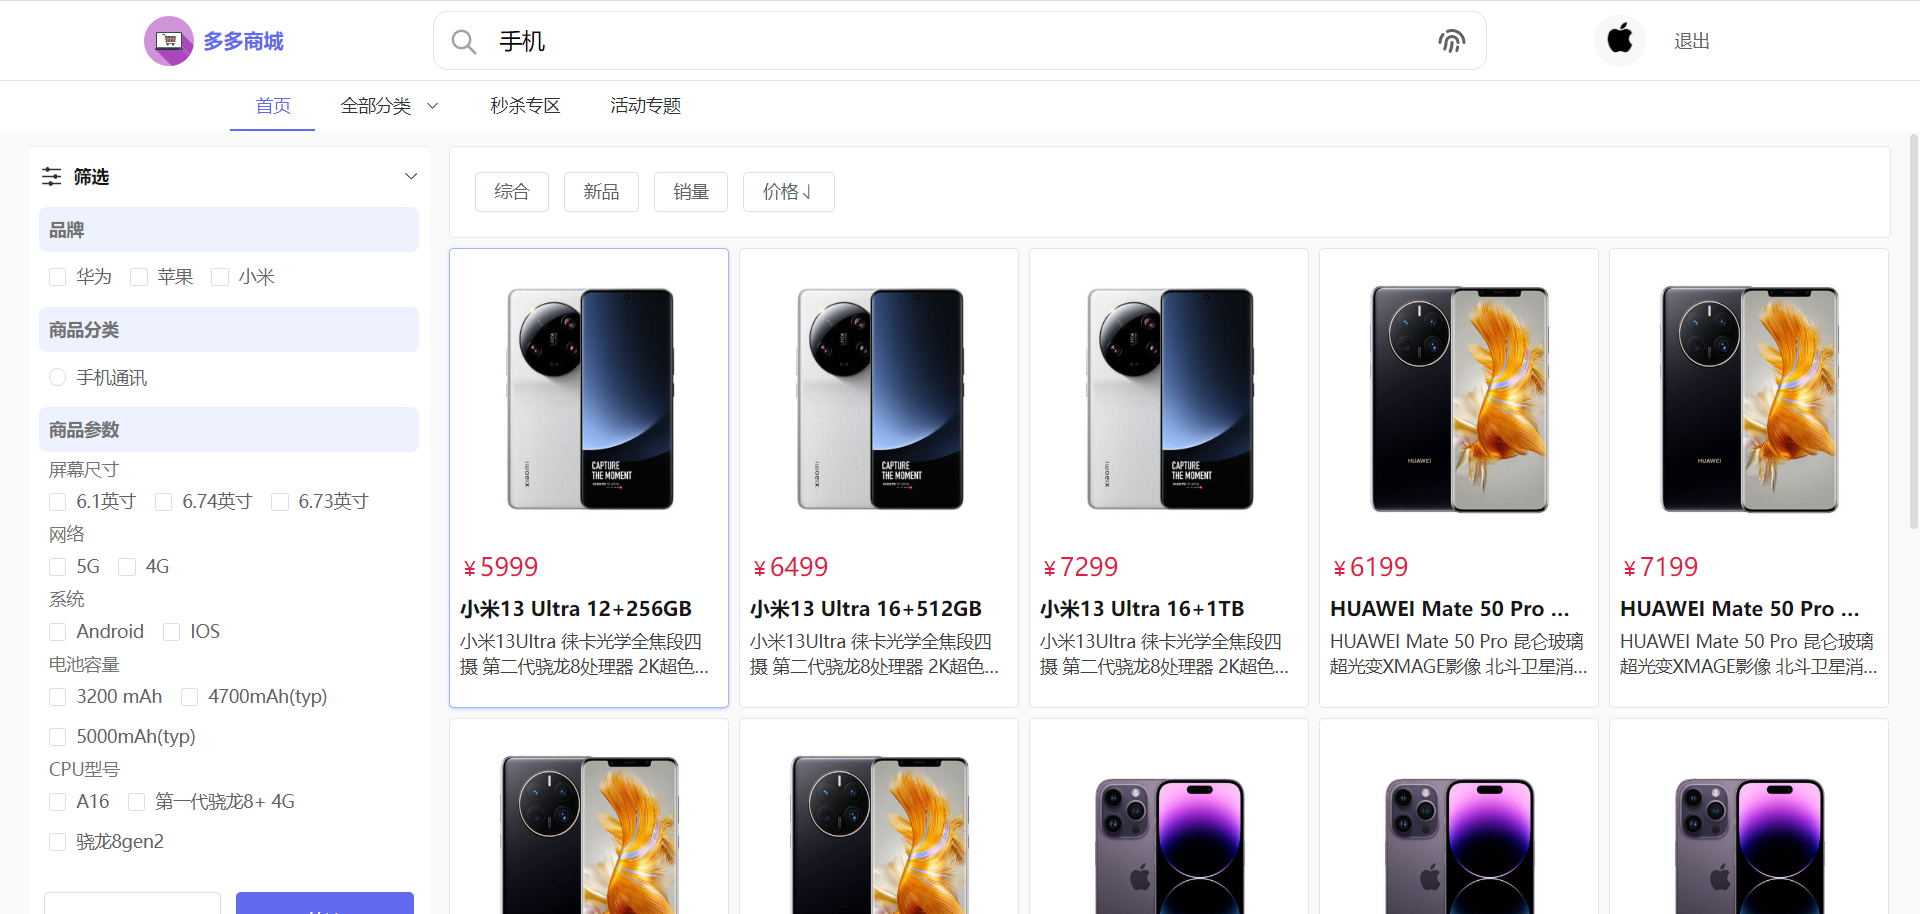 多多商城
手机
退出
首页
全部分类
秒杀专区
活动专题
筛选
品牌
华为 苹果 小米
商品分类
手机通讯
商品参数
屏幕尺寸
6.1英寸 6.74英寸 6.73英寸
网络
5G 4G
系统
Android IOS
电池容量
3200 mAh 4700mAh(typ)
5000mAh(typ)
CPU型号
A16 第一代骁龙8+ 4G
骁龙8gen2
综合 新品 销量 价格
xiaomi
CAPTURE
THE MOMENT
¥5999
小米13 Ultra 12+256GB
小米13Ultra 徕卡光学全焦段四
摄 第二代骁龙8处理器 2K超色...
xiaomi
CAPTURE
THE MOMENT
¥6499
小米13 Ultra 16+512GB
小米13Ultra 徕卡光学全焦段四
摄 第二代骁龙8处理器 2K超色...
xiaomi
CAPTURE
THE MOMENT
¥7299
小米13 Ultra 16+1TB
小米13Ultra 徕卡光学全焦段四
摄 第二代骁龙8处理器 2K超色...
HUAWEI
¥6199
HUAWEI Mate 50 Pro ...
HUAWEI Mate 50 Pro 昆仑玻璃
超光变XMAGE影像 北斗卫星消...
HUAWEI
¥7199
HUAWEI Mate 50 Pro ...
HUAWEI Mate 50 Pro 昆仑玻璃
超光变XMAGE影像 北斗卫星消...